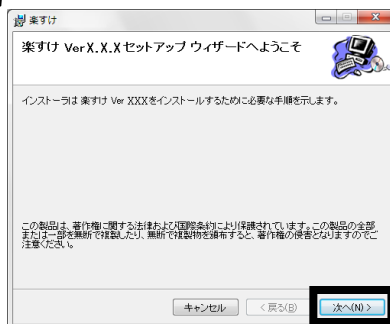 楽すけ
楽すけ VerX.X.Xセットアップ ウィザードへようこそ
インストーラは 楽すけ Ver XXXをインストールするために必要な手順を示します。
この製品は、著作権に関する法律および国際条約により保護されています。この製品の全部
または一部を無断で複製したり、無断で複製物を頒布すると、著作権の侵害となりますのでご
注意ください。
キャンセル
< 戻る(B)
次へ(N) >